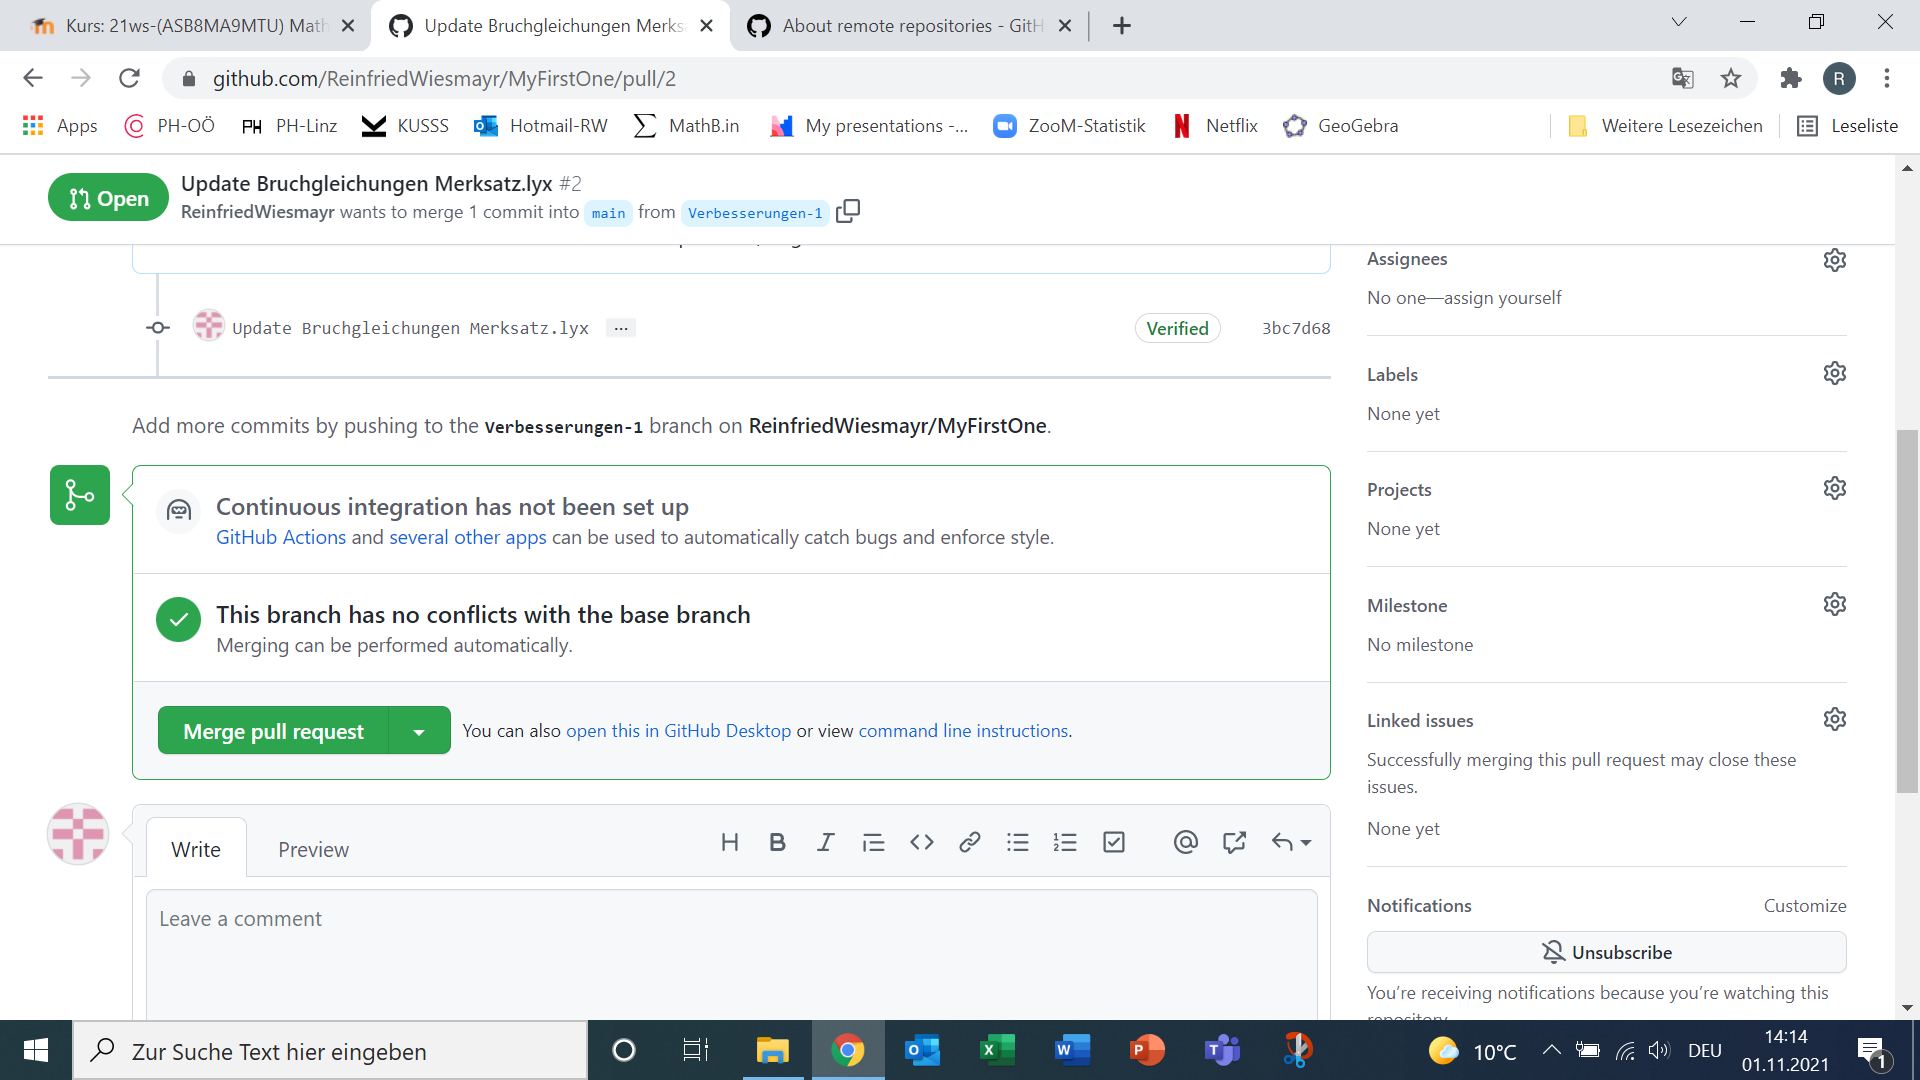 Kurs: 21ws-(ASB8MA9MTU) Math
Update Bruchgleichungen Merks
About remote repositories - GitH
github.com/ReinfriedWiesmayr/MyFirstOne/pull/2
R
Apps
PH-OÖ
PH PH-Linz
KUSSS
Hotmail-RW
MathB.in
My presentations -...
ZooM-Statistik
Netflix
GeoGebra
Weitere Lesezeichen
Leseliste
Open
Update Bruchgleichungen Merksatz.lyx #2
ReinfriedWiesmayr wants to merge 1 commit into main from Verbesserungen-1
Update Bruchgleichungen Merksatz.lyx ...
Verified
3bc7d68
Add more commits by pushing to the Verbesserungen-1 branch on ReinfriedWiesmayr/MyFirstOne.
Continuous integration has not been set up
GitHub Actions and several other apps can be used to automatically catch bugs and enforce style.
This branch has no conflicts with the base branch
Merging can be performed automatically.
Merge pull request
You can also open this in GitHub Desktop or view command line instructions.
Write
Preview
Leave a comment
Assignees
No one—assign yourself
Labels
None yet
Projects
None yet
Milestone
No milestone
Linked issues
Successfully merging this pull request may close these
issues.
None yet
Notifications
Customize
Unsubscribe
You're receiving notifications because you're watching this
repository.
Zur Suche Text hier eingeben
10°C
DEU
14:14
01.11.2021
1